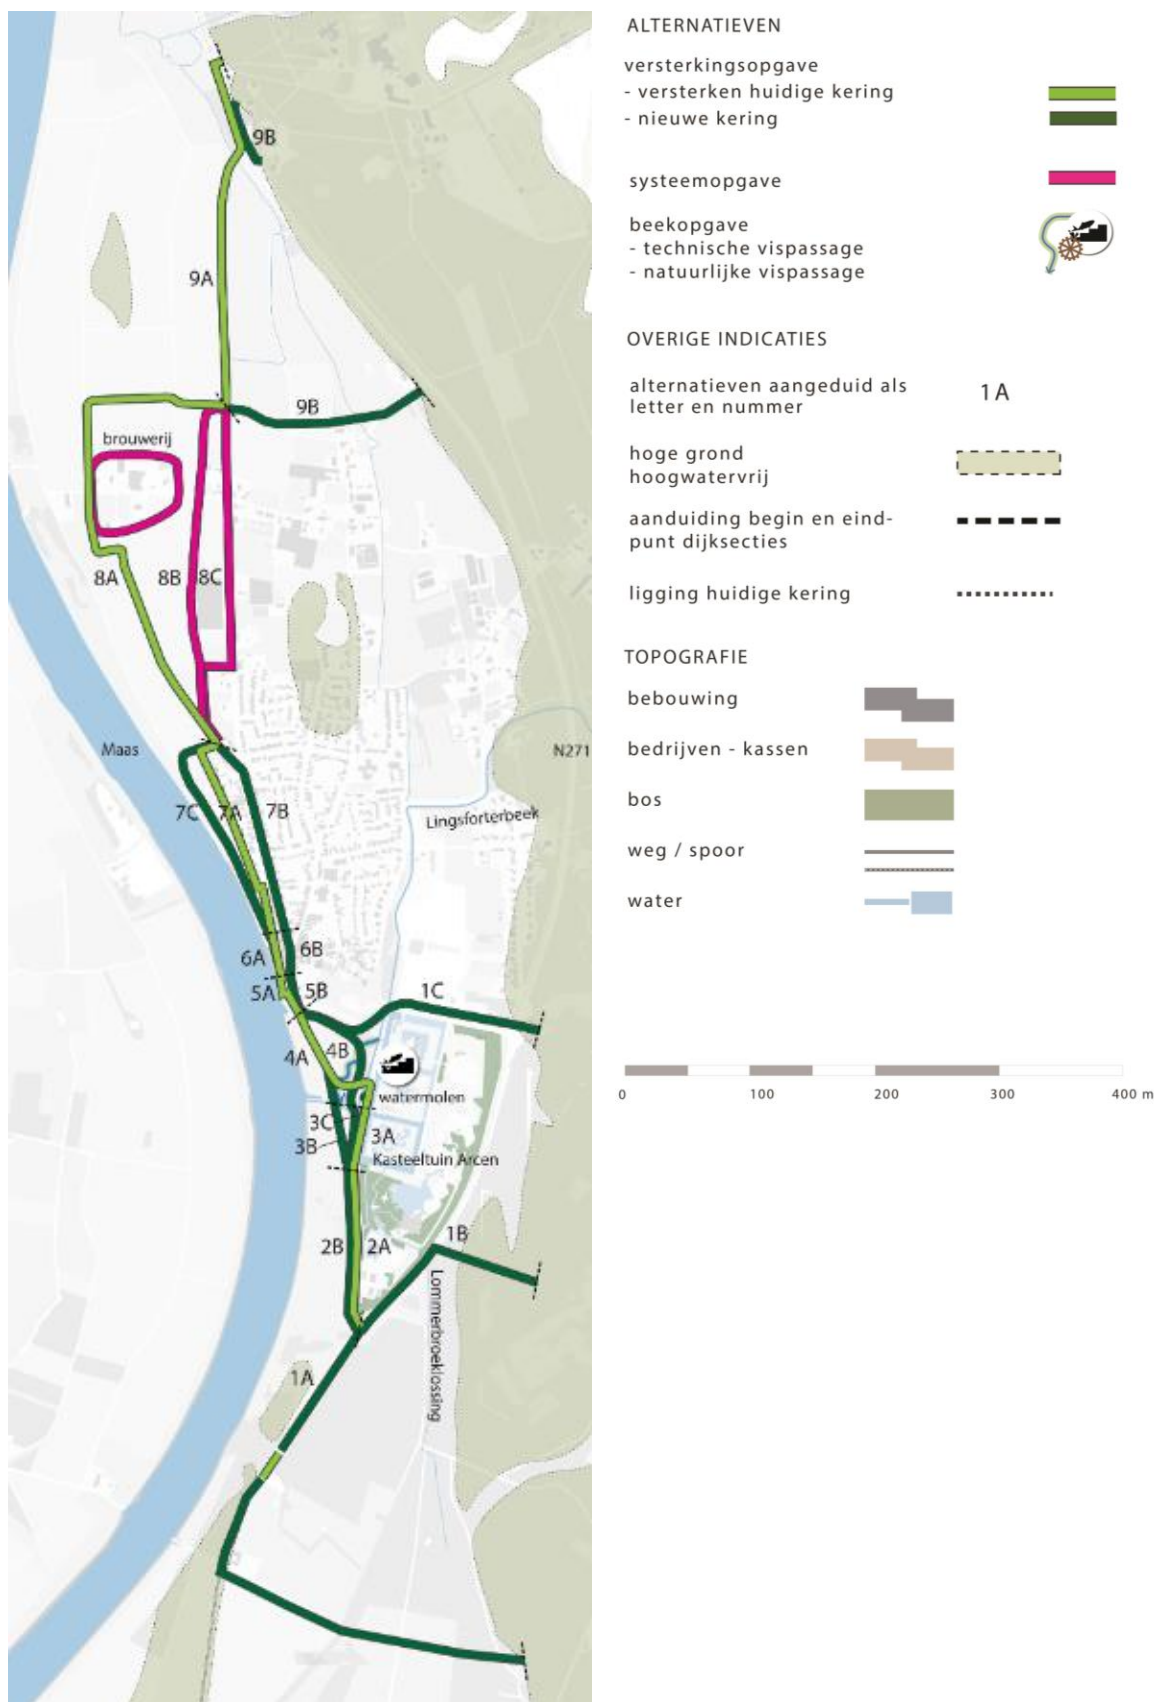 9B
9A
9B
brouwerij
8A
8B
8C
Maas
N271
7C
7A
7B
Lingsforterbeek
6A
6B
5A
5B
1C
4A
4B
watermolen
3C
3A
3B
Kasteeltuin Arcen
2B
2A
1B
Lommerbroeklossing
1A
ALTERNATIEVEN
versterkingsopgave
- versterken huidige kering
- nieuwe kering
systeemopgave
beekopgave
- technische vispassage
- natuurlijke vispassage
OVERIGE INDICATIES
alternatieven aangeduid als
letter en nummer
1A
hoge grond
hoogwatervrij
aanduiding begin en eind-
punt dijksecties
ligging huidige kering
TOPOGRAFIE
bebouwing
bedrijven - kassen
bos
weg / spoor
water
0 100 200 300 400 m